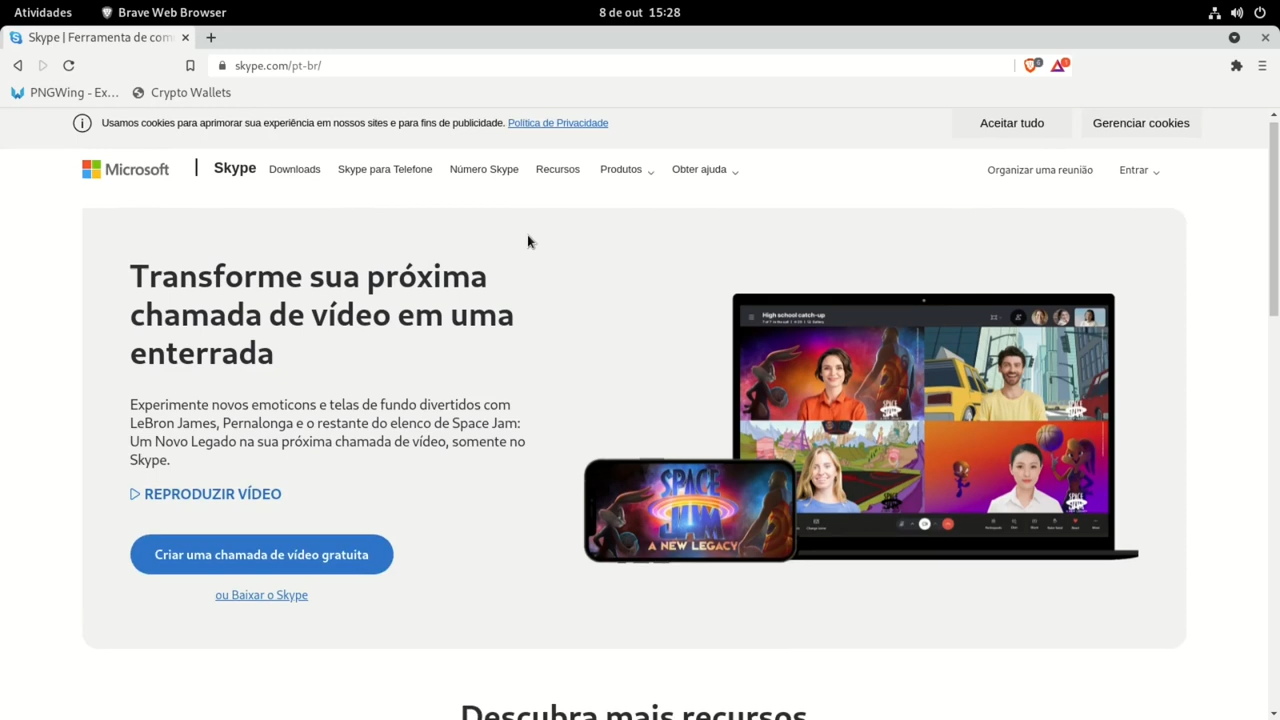 Atividades
Brave Web Browser
8 de out 15:28
Skype | Ferramenta de com
skype.com/pt-br/
6
1
PNGWing - Ex...
Crypto Wallets
Usamos cookies para aprimorar sua experiência em nossos sites e para fins de publicidade. Política de Privacidade
Aceitar tudo
Gerenciar cookies
Microsoft
Skype
Downloads
Skype para Telefone
Número Skype
Recursos
Produtos
Obter ajuda
Organizar uma reunião
Entrar
Transforme sua próxima
chamada de vídeo em uma
enterrada
Experimente novos emoticons e telas de fundo divertidos com
LeBron James, Pernalonga e o restante do elenco de Space Jam:
Um Novo Legado na sua próxima chamada de vídeo, somente no
Skype.
REPRODUZIR VÍDEO
Criar uma chamada de vídeo gratuita
ou Baixar o Skype
High school catch-up
SPACE
JAM
A NEW LEGACY
Descubra mais recursos